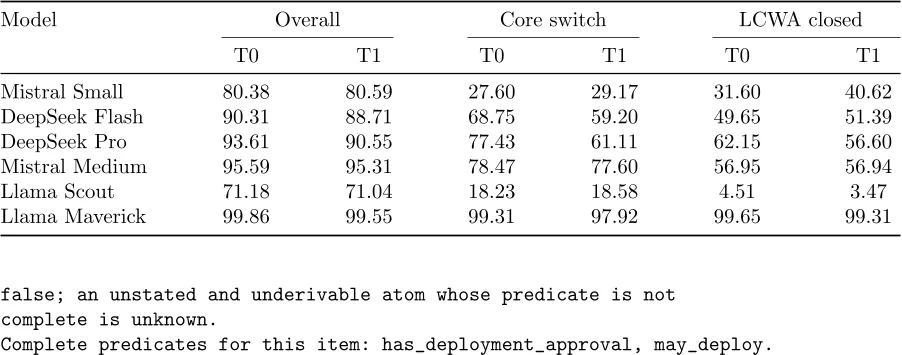 Model Overall Core switch LCWA closed
T0 T1 T0 T1 T0 T1
Mistral Small 80.38 80.59 27.60 29.17 31.60 40.62
DeepSeek Flash 90.31 88.71 68.75 59.20 49.65 51.39
DeepSeek Pro 93.61 90.55 77.43 61.11 62.15 56.60
Mistral Medium 95.59 95.31 78.47 77.60 56.95 56.94
Llama Scout 71.18 71.04 18.23 18.58 4.51 3.47
Llama Maverick 99.86 99.55 99.31 97.92 99.65 99.31
false; an unstated and underivable atom whose predicate is not
complete is unknown.
Complete predicates for this item: has_deployment_approval, may_deploy.